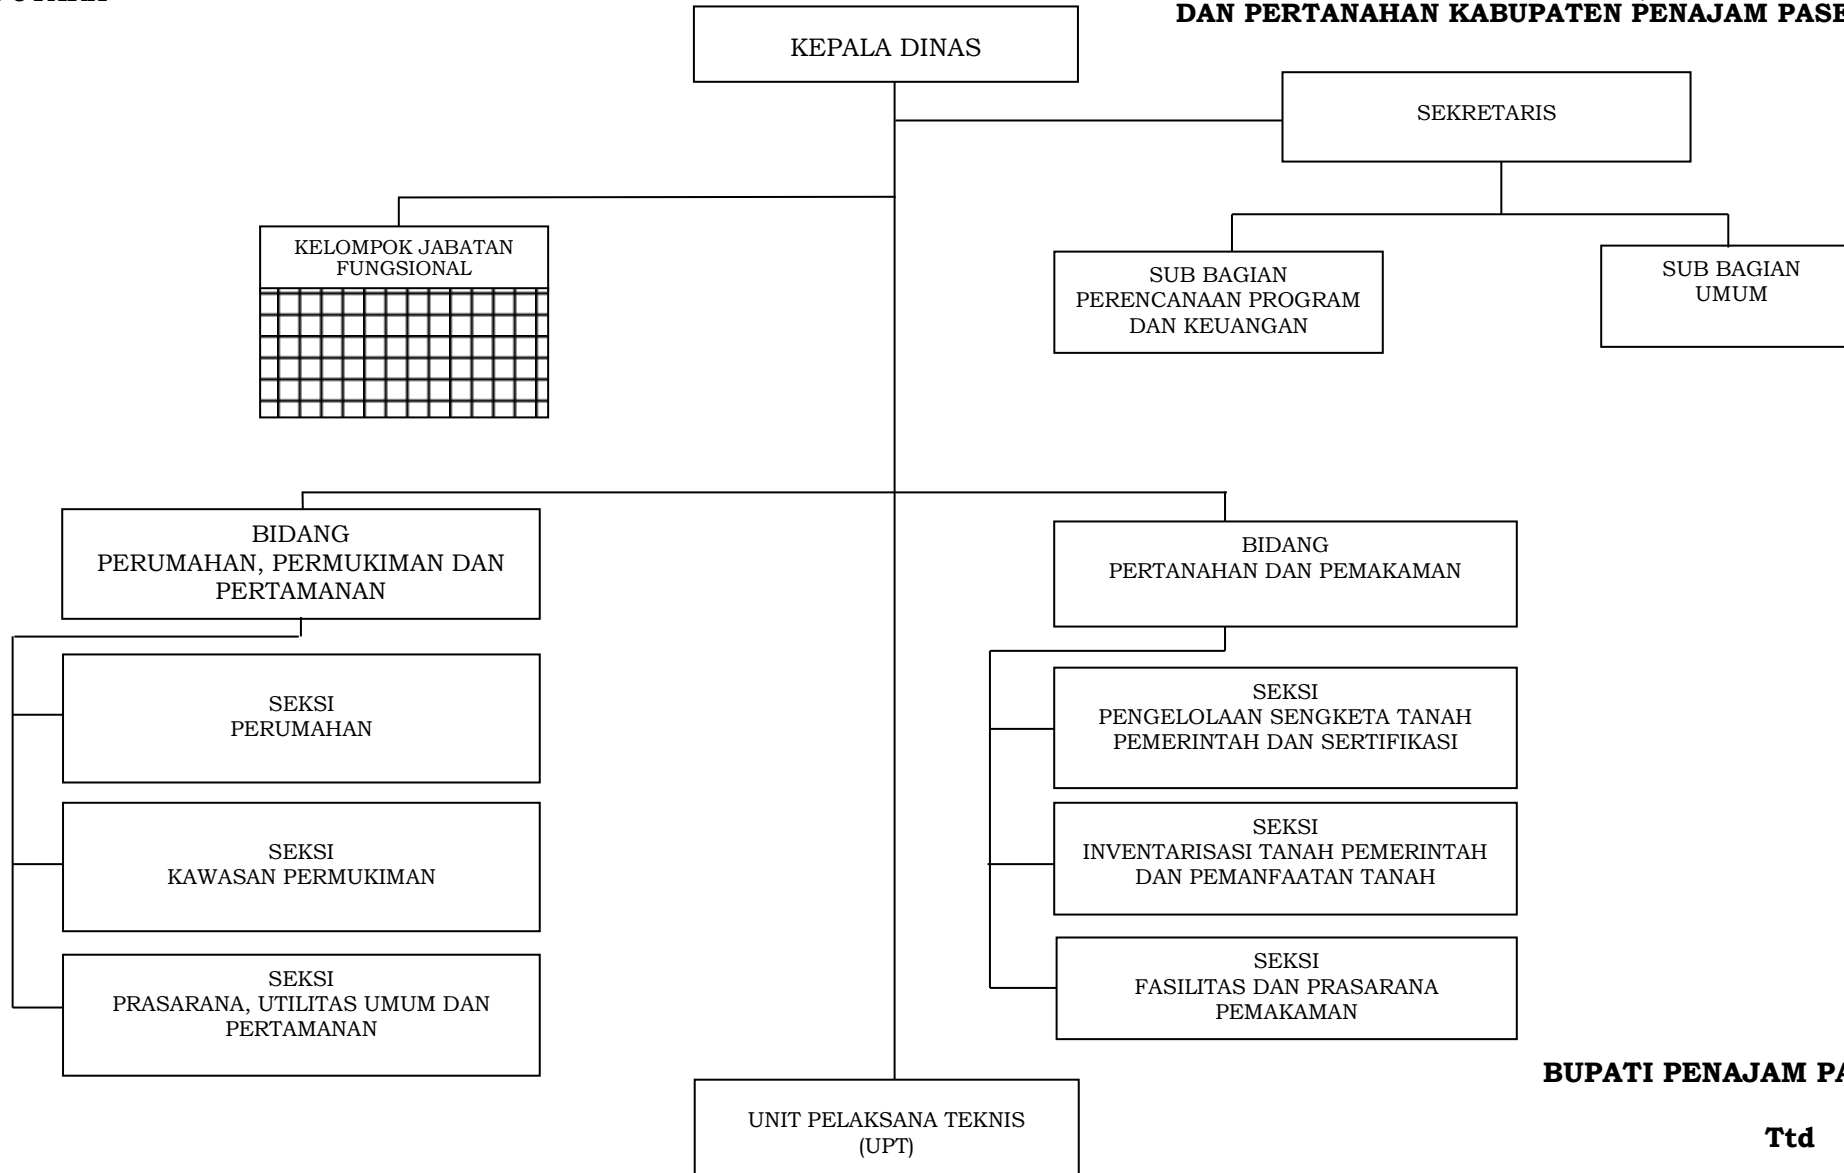 DAN PERTANAHAN KABUPATEN PENAJAM
KEPALA DINAS
SEKRETARIS
KELOMPOK JABATAN
FUNGSIONAL
SUB BAGIAN
PERENCANAAN PROGRAM
DAN KEUANGAN
SUB BAGIAN
UMUM
BIDANG
PERUMAHAN, PERMUKIMAN DAN
PERTAMANAN
SEKSI
PERUMAHAN
SEKSI
KAWASAN PERMUKIMAN
SEKSI
PRASARANA, UTILITAS UMUM DAN
PERTAMANAN
BIDANG
PERTANAHAN DAN PEMAKAMAN
SEKSI
PENGELOLAAN SENGKETA TANAH
PEMERINTAH DAN SERTIFIKASI
SEKSI
INVENTARISASI TANAH PEMERINTAH
DAN PEMANFAATAN TANAH
SEKSI
FASILITAS DAN PRASARANA
PEMAKAMAN
UNIT PELAKSANA TEKNIS
(UPT)
BUPATI PENAJAM
Ttd